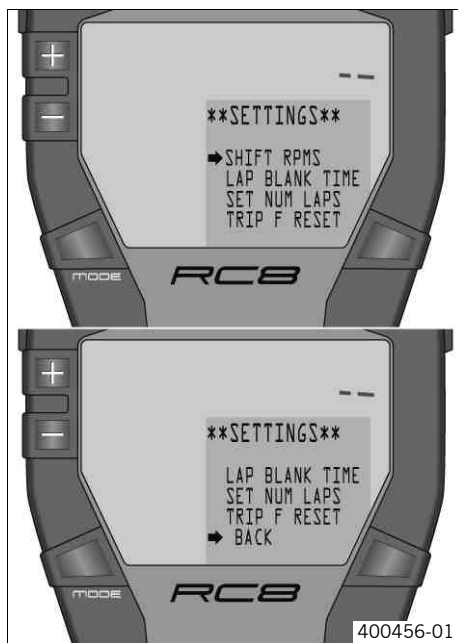 +
--
−
**SETTINGS**
➡SHIFT RPMS
LAP BLANK TIME
SET NUM LAPS
TRIP F RESET
MODE
RC8
+
--
−
**SETTINGS**
LAP BLANK TIME
SET NUM LAPS
TRIP F RESET
➡ BACK
MODE
RC8
400456-01